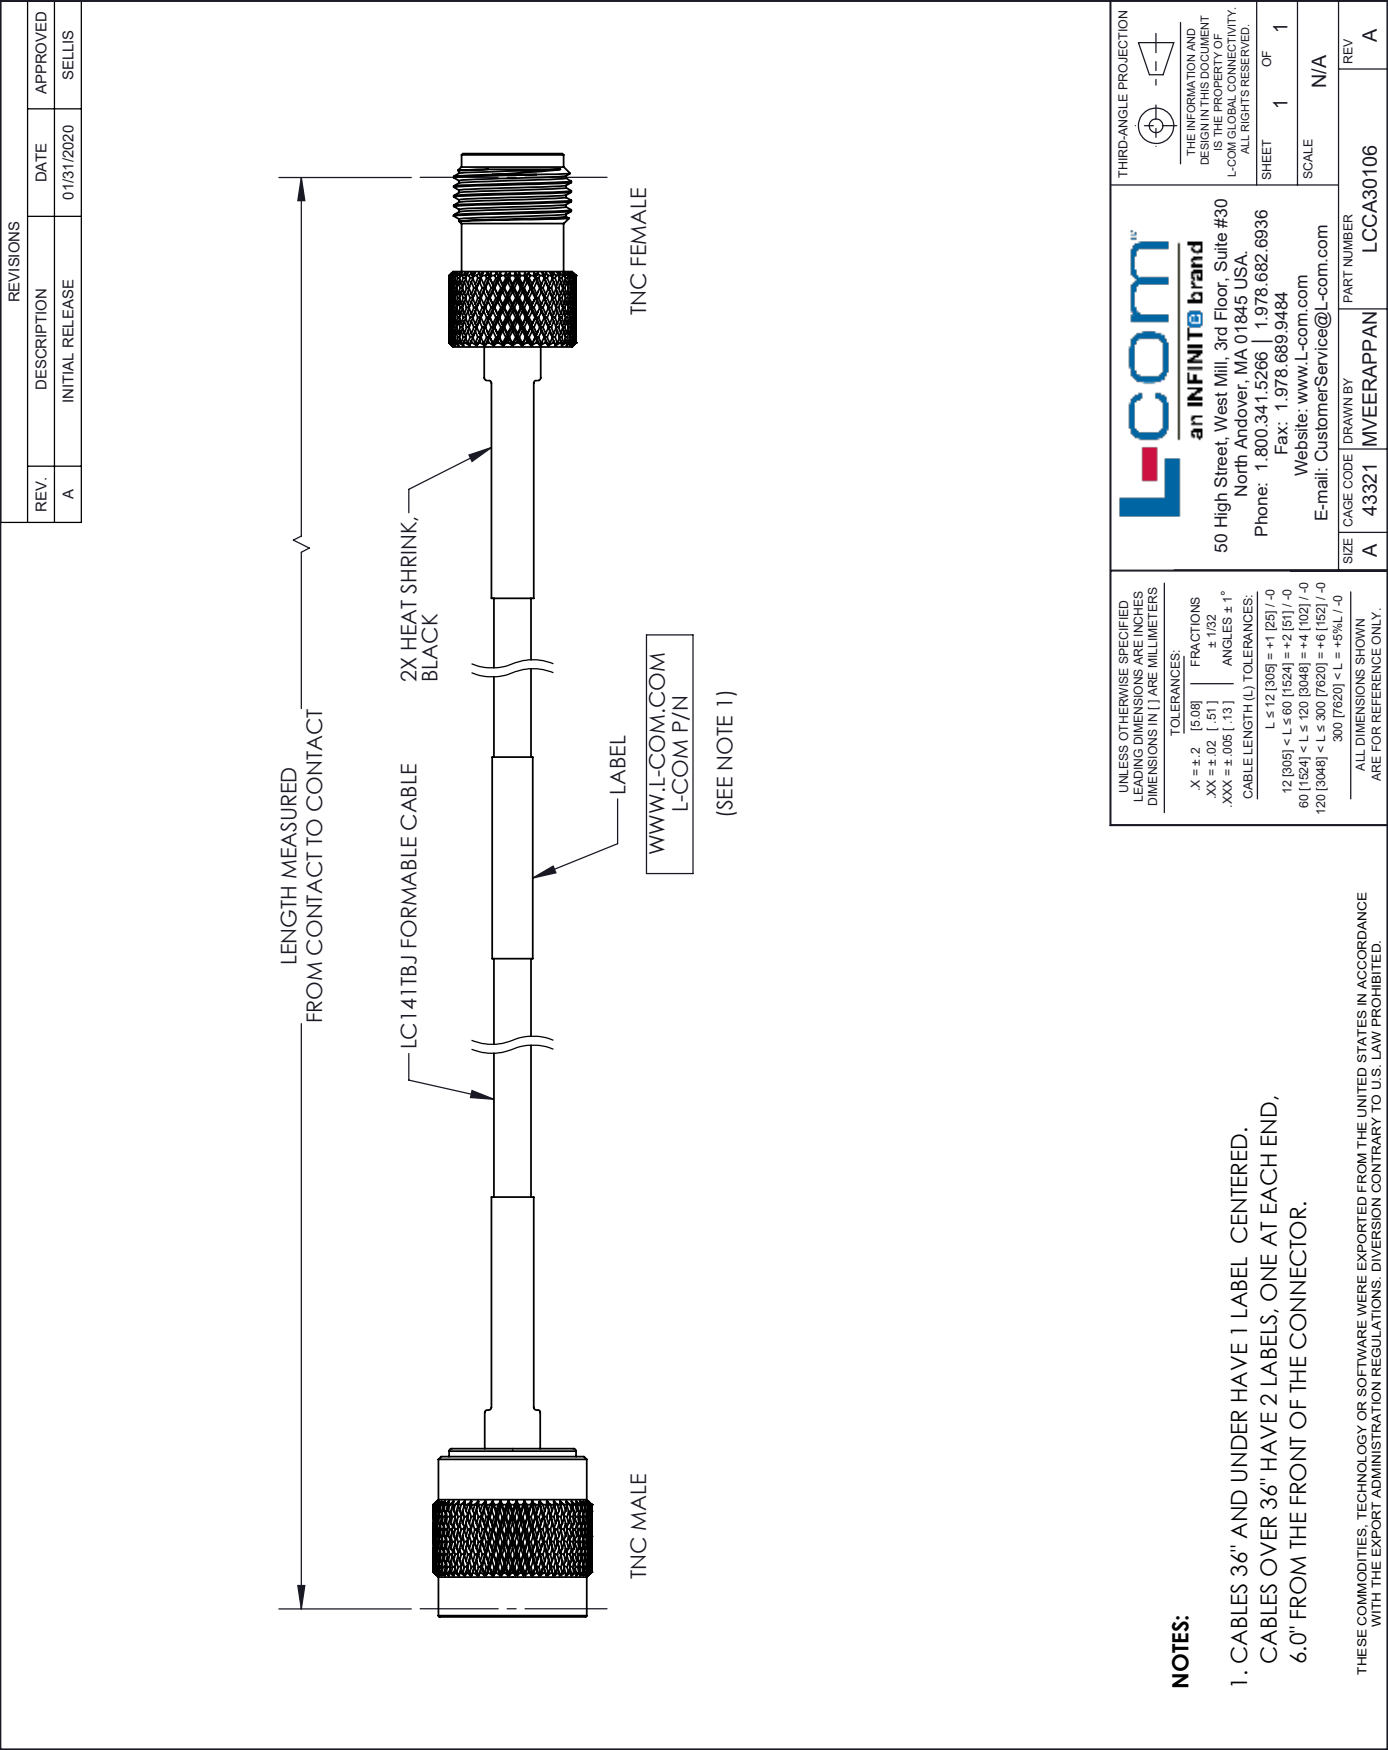 REVISIONS
REV. DESCRIPTION DATE APPROVED
A INITIAL RELEASE 01/31/2020 SELLIS
LENGTH MEASURED
FROM CONTACT TO CONTACT
LC141TBJ FORMABLE CABLE
2X HEAT SHRINK,
BLACK
TNC MALE
TNC FEMALE
LABEL
WWW.L-COM.COM
L-COM P/N
(SEE NOTE 1)
NOTES:
1. CABLES 36" AND UNDER HAVE 1 LABEL CENTERED.
CABLES OVER 36" HAVE 2 LABELS, ONE AT EACH END,
6.0" FROM THE FRONT OF THE CONNECTOR.
THESE COMMODITIES, TECHNOLOGY OR SOFTWARE WERE EXPORTED FROM THE UNITED STATES IN ACCORDANCE
WITH THE EXPORT ADMINISTRATION REGULATIONS. DIVERSION CONTRARY TO U.S. LAW PROHIBITED.
UNLESS OTHERWISE SPECIFIED
LEADING DIMENSIONS ARE INCHES
DIMENSIONS IN [ ] ARE MILLIMETERS
TOLERANCES:
.X = ± .2 [5.08] FRACTIONS
.XX = ± .02 [ .51 ] ± 1/32
.XXX = ± .005 [ .13 ] ANGLES ± 1°
CABLE LENGTH (L) TOLERANCES:
L ≤ 12 [305] = +1 [25] / -0
12 [305] < L ≤ 60 [1524] = +2 [51] / -0
60 [1524] < L ≤ 120 [3048] = +4 [102] / -0
120 [3048] < L ≤ 300 [7620] = +6 [152] / -0
300 [7620] < L = +5%L / -0
ALL DIMENSIONS SHOWN
ARE FOR REFERENCE ONLY.
L-com
an INFINIT@ brand
50 High Street, West Mill, 3rd Floor, Suite #30
North Andover, MA 01845 USA.
Phone: 1.800.341.5266 | 1.978.682.6936
Fax: 1.978.689.9484
Website: www.L-com.com
E-mail: CustomerService@L-com.com
THIRD-ANGLE PROJECTION
THE INFORMATION AND
DESIGN IN THIS DOCUMENT
IS THE PROPERTY OF
L-COM GLOBAL CONNECTIVITY.
ALL RIGHTS RESERVED.
SHEET 1 OF 1
SCALE N/A
SIZE A
CAGE CODE 43321
DRAWN BY MVEERAPPAN
PART NUMBER LCCA30106
REV A